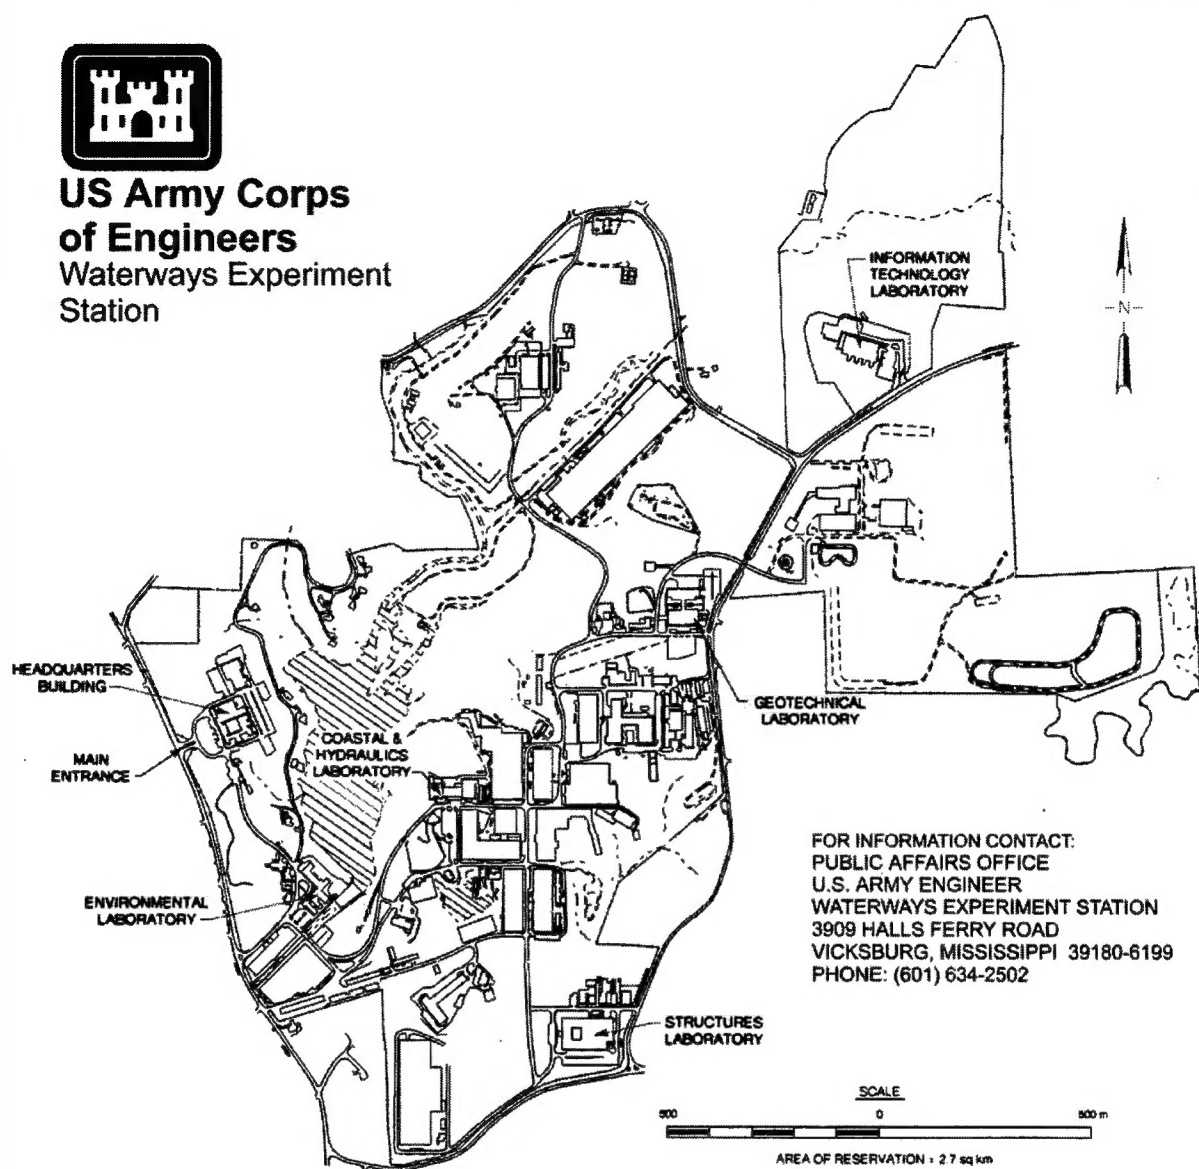 US Army Corps
of Engineers
Waterways Experiment
Station
INFORMATION
TECHNOLOGY
LABORATORY
N
HEADQUARTERS
BUILDING
MAIN
ENTRANCE
COASTAL &
HYDRAULICS
LABORATORY
GEOTECHNICAL
LABORATORY
ENVIRONMENTAL
LABORATORY
STRUCTURES
LABORATORY
FOR INFORMATION CONTACT:
PUBLIC AFFAIRS OFFICE
U.S. ARMY ENGINEER
WATERWAYS EXPERIMENT STATION
3909 HALLS FERRY ROAD
VICKSBURG, MISSISSIPPI 39180-6199
PHONE: (601) 634-2502
SCALE
500 0 500 m
AREA OF RESERVATION : 2.7 sq km